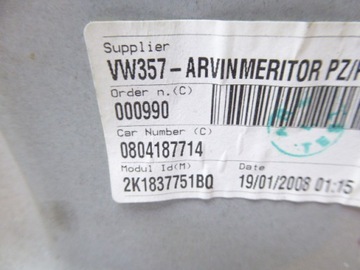 Supplier
VW357-ARVINMERITOR PZ/
Order n.(C)
000990
Car Number (C)
0804187714
Modul Id(M) Date
2K1837751BQ 19/01/2008 01:15